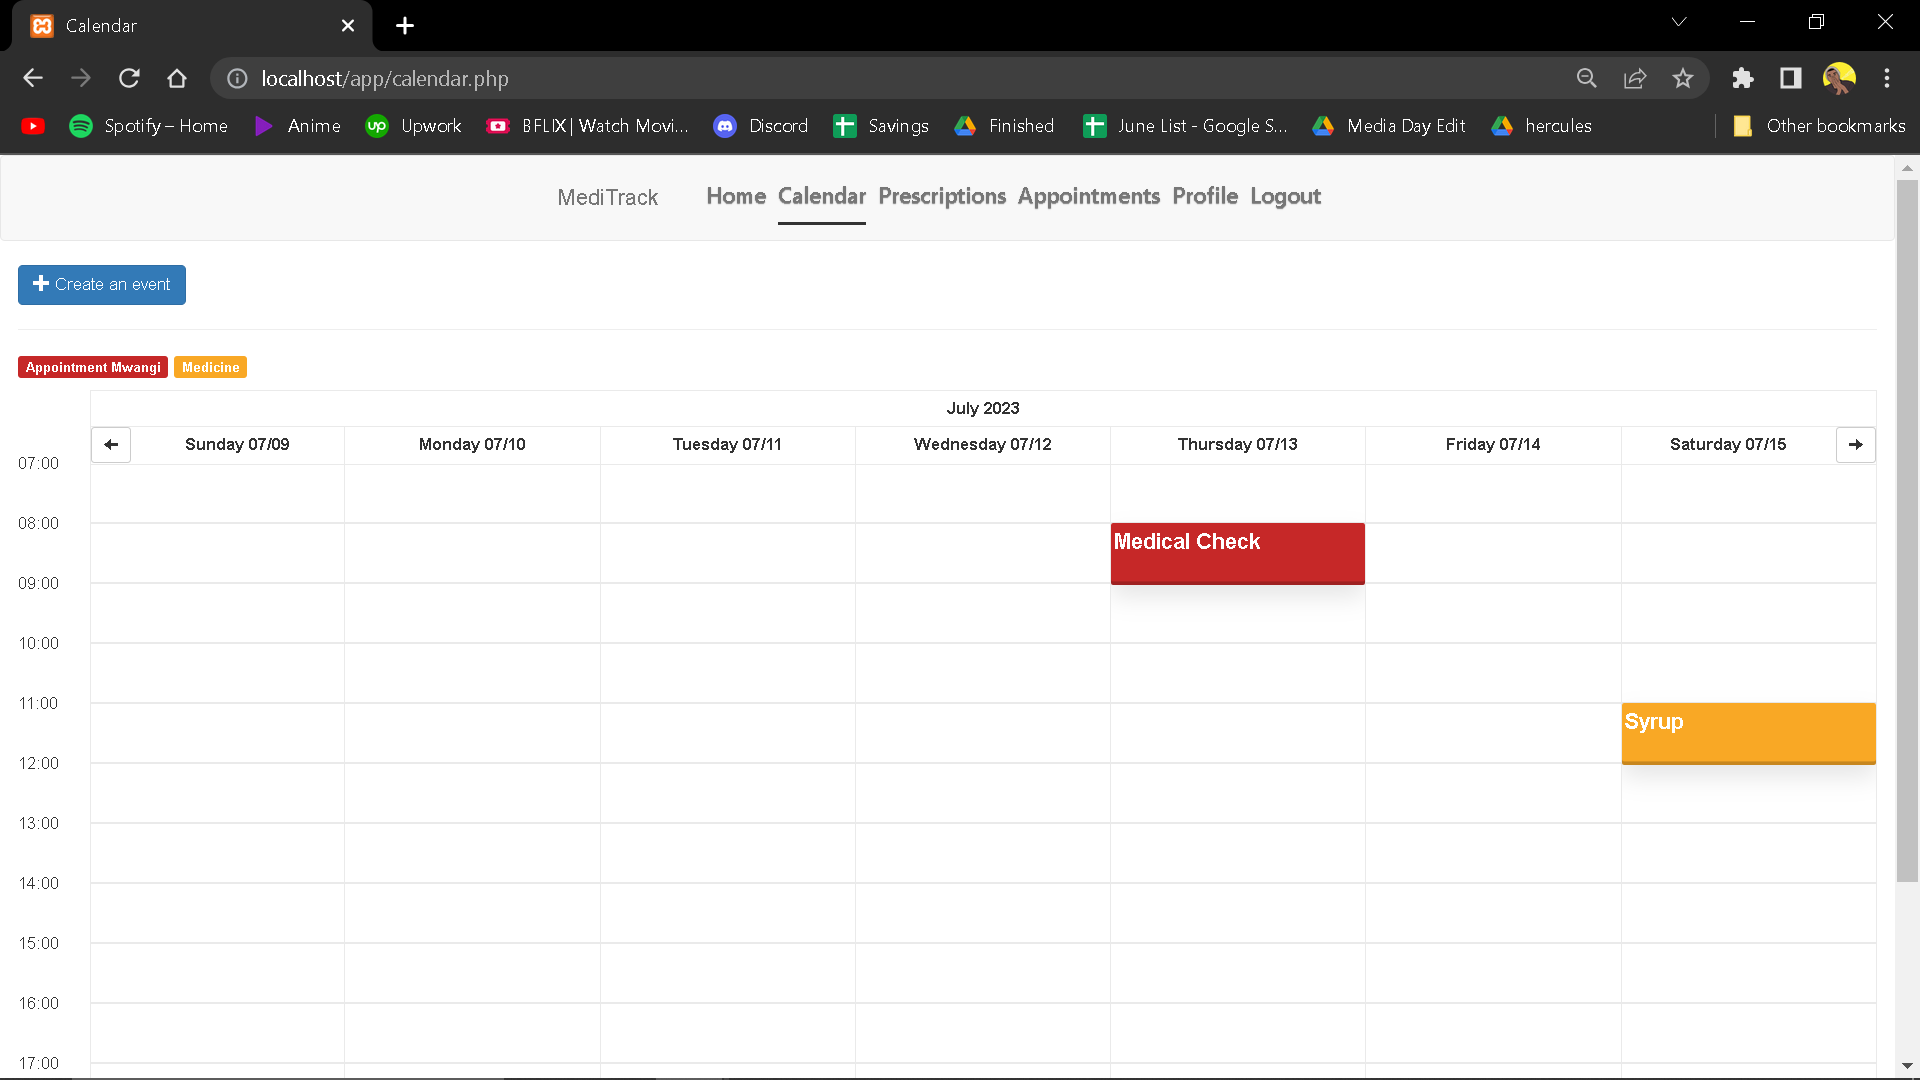 Calendar
localhost/app/calendar.php
Spotify – Home Anime Upwork BFLIX | Watch Movi... Discord Savings Finished June List - Google S... Media Day Edit hercules Other bookmarks
MediTrack Home Calendar Prescriptions Appointments Profile Logout
Create an event
Appointment Mwangi Medicine
July 2023
Sunday 07/09 Monday 07/10 Tuesday 07/11 Wednesday 07/12 Thursday 07/13 Friday 07/14 Saturday 07/15
07:00
08:00
Medical Check
09:00
10:00
11:00
Syrup
12:00
13:00
14:00
15:00
16:00
17:00